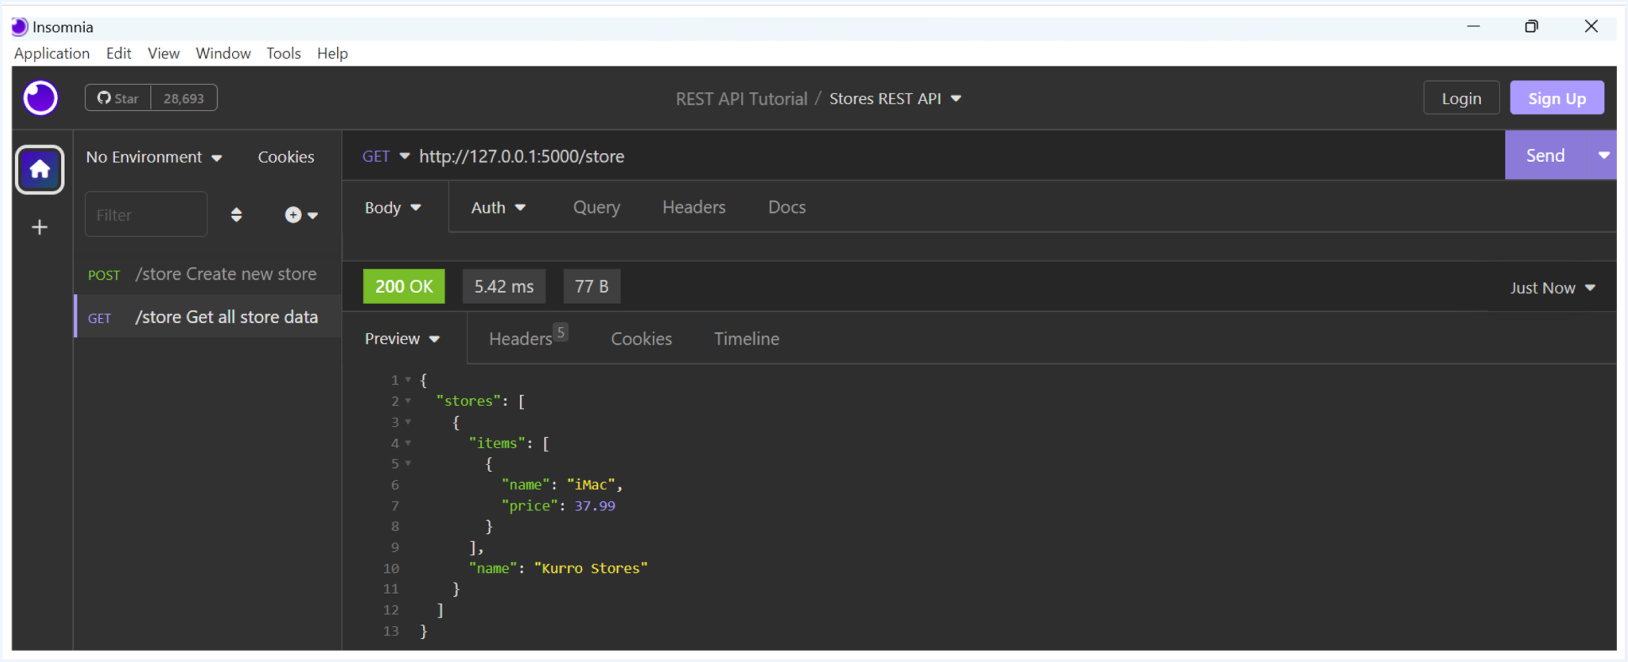 Insomnia
Application Edit View Window Tools Help
Star 28,693 REST API Tutorial / Stores REST API Login Sign Up
No Environment Cookies GET http://127.0.0.1:5000/store Send
Filter Body Auth Query Headers Docs
POST /store Create new store
GET /store Get all store data
200 OK 5.42 ms 77 B Just Now
Preview Headers 5 Cookies Timeline
1 {
2 "stores": [
3 {
4 "items": [
5 {
6 "name": "iMac",
7 "price": 37.99
8 }
9 ],
10 "name": "Kurro Stores"
11 }
12 ]
13 }